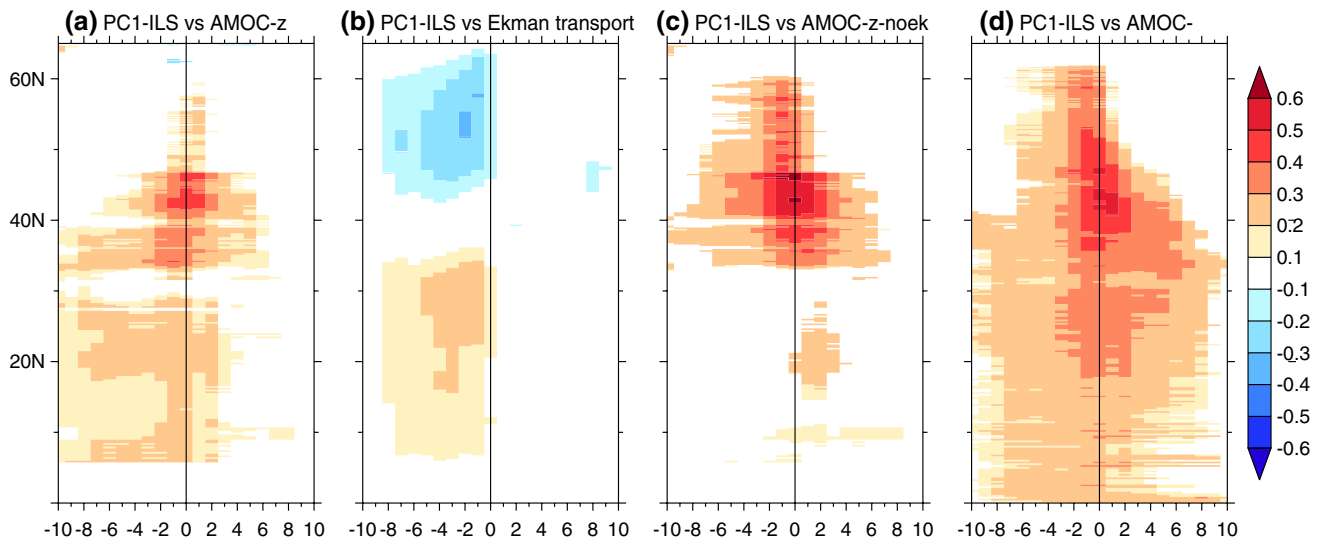 (a) PC1-ILS vs AMOC-z
(b) PC1-ILS vs Ekman transport
(c) PC1-ILS vs AMOC-z-noek
(d) PC1-ILS vs AMOC-
60N
40N
20N
-10 -8 -6 -4 -2 0 2 4 6 8 10
-10 -8 -6 -4 -2 0 2 4 6 8 10
-10 -8 -6 -4 -2 0 2 4 6 8 10
-10 -8 -6 -4 -2 0 2 4 6 8 10
0.6
0.5
0.4
0.3
0.2
0.1
-0.1
-0.2
-0.3
-0.4
-0.5
-0.6